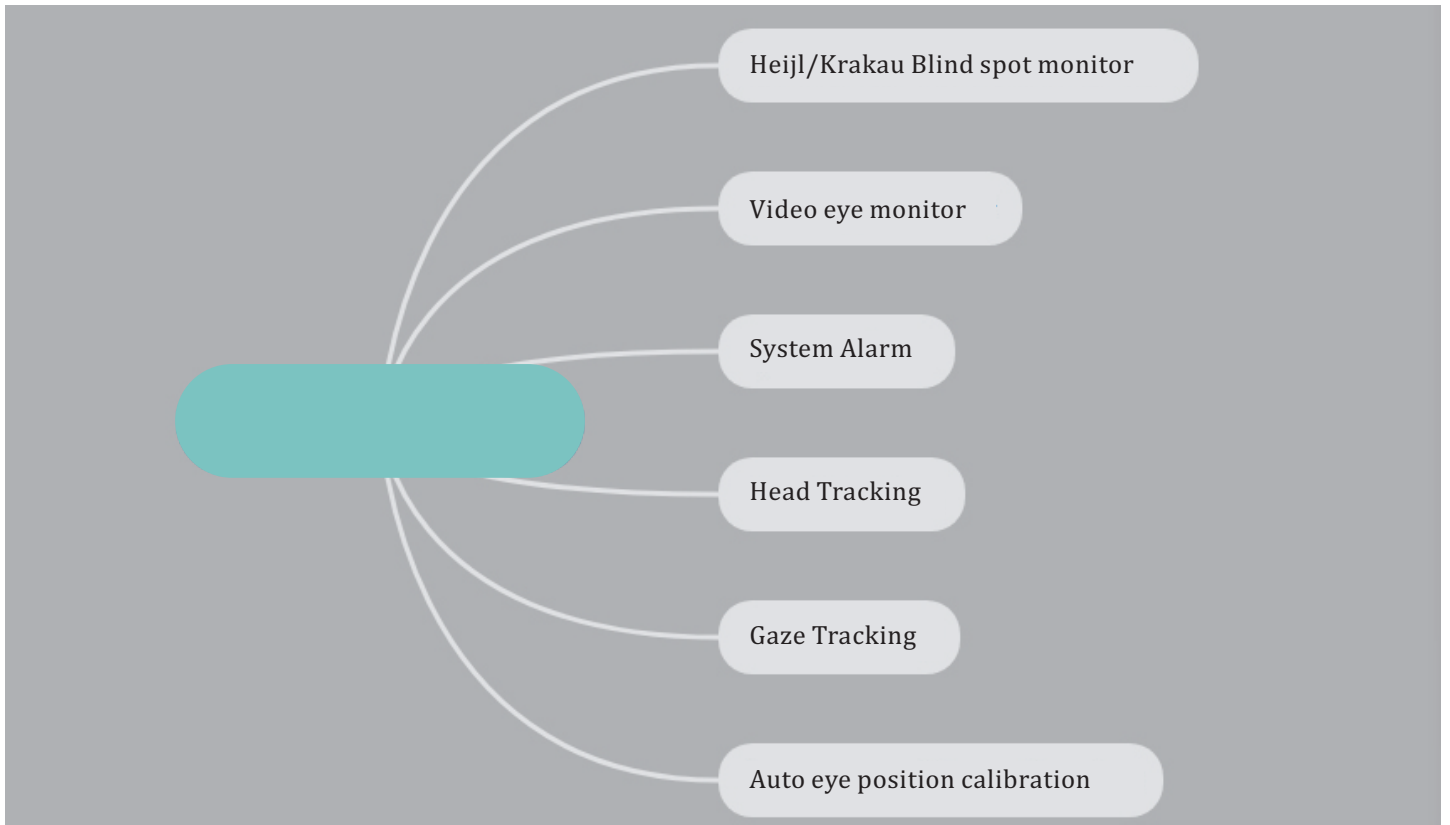 Heijl/Krakau Blind spot monitor
Video eye monitor
System Alarm
Head Tracking
Gaze Tracking
Auto eye position calibration